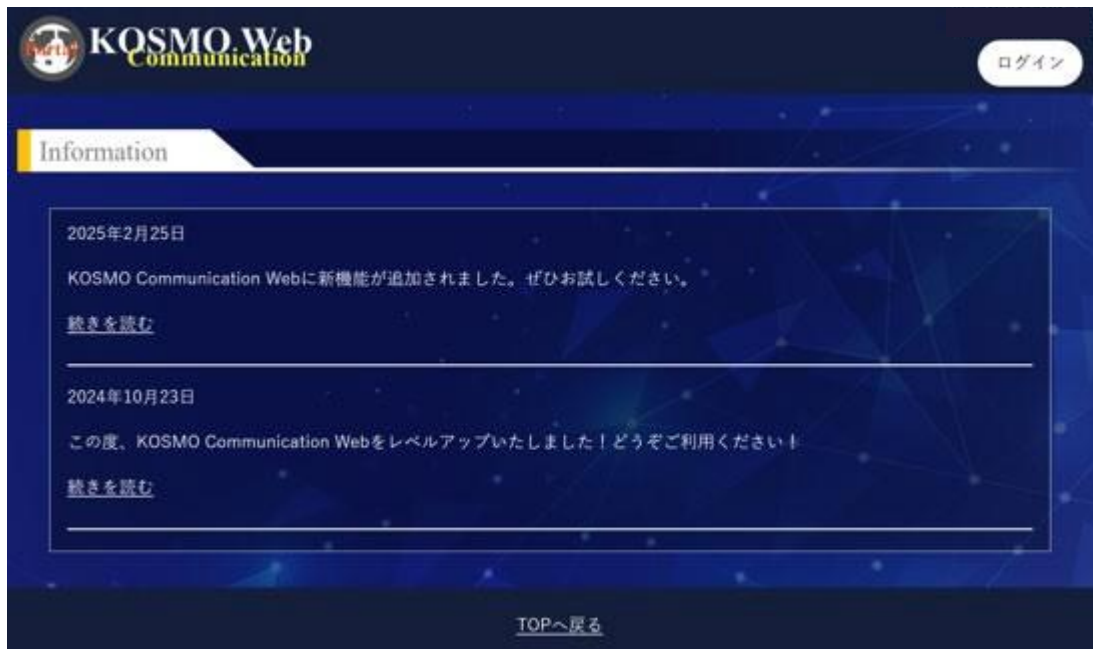 Portal
KOSMO Web
Communication
ログイン
Information
2025年2月25日
KOSMO Communication Webに新機能が追加されました。ぜひお試しください。
続きを読む
2024年10月23日
この度、KOSMO Communication Webをレベルアップいたしました！どうぞご利用ください！
続きを読む
TOPへ戻る